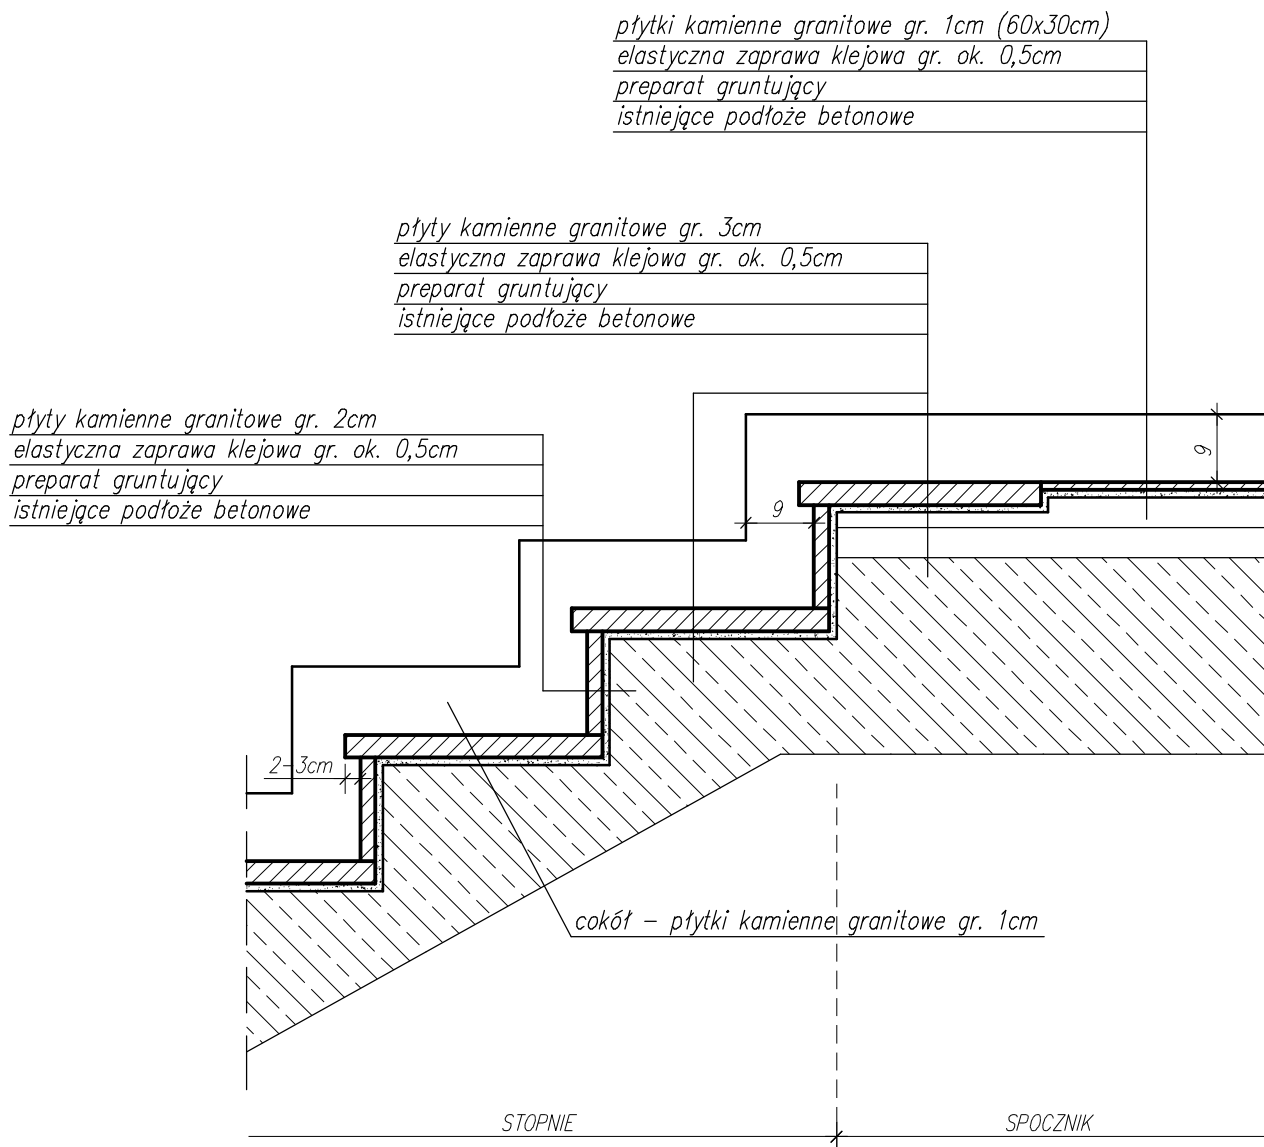 płytki kamienne granitowe gr. 1cm (60x30cm)
elastyczna zaprawa klejowa gr. ok. 0,5cm
preparat gruntujący
istniejące podłoże betonowe
płyty kamienne granitowe gr. 3cm
elastyczna zaprawa klejowa gr. ok. 0,5cm
preparat gruntujący
istniejące podłoże betonowe
płyty kamienne granitowe gr. 2cm
elastyczna zaprawa klejowa gr. ok. 0,5cm
preparat gruntujący
istniejące podłoże betonowe
9
9
2-3cm
cokół – płytki kamienne granitowe gr. 1cm
STOPNIE
SPOCZNIK